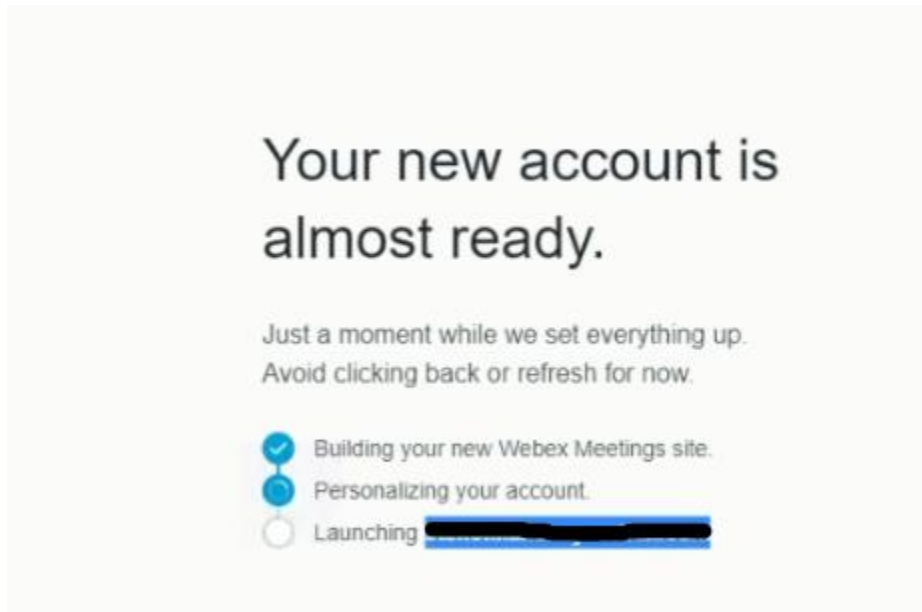 Your new account is
almost ready.
Just a moment while we set everything up.
Avoid clicking back or refresh for now.
Building your new Webex Meetings site.
Personalizing your account.
Launching